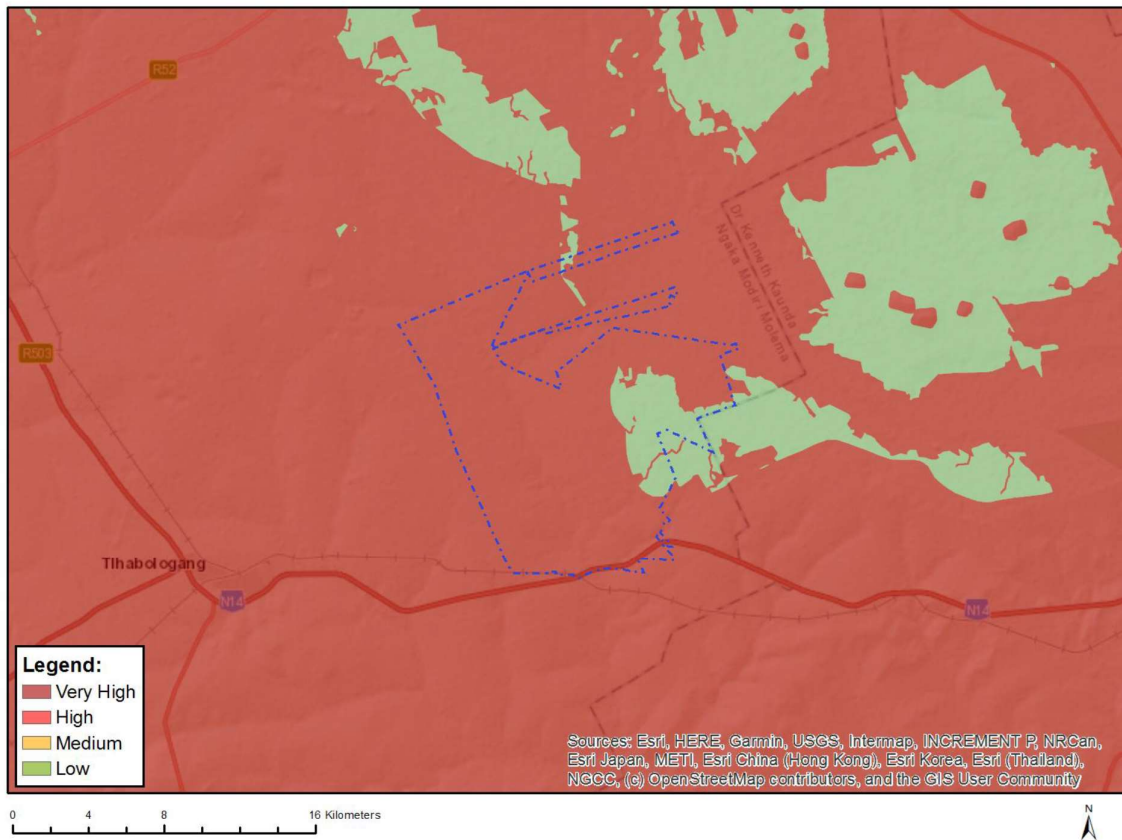 R52
Dr Kenneth Kaunda
Ngaka Modiri Molema
R503
Tlhabologang
N14
N14
Legend:
Very High
High
Medium
Low
Sources: Esri, HERE, Garmin, USGS, Intermap, INCREMENT P, NRCan,
Esri Japan, METI, Esri China (Hong Kong), Esri Korea, Esri (Thailand),
NGCC, (c) OpenStreetMap contributors, and the GIS User Community
0 4 8 16 Kilometers
N